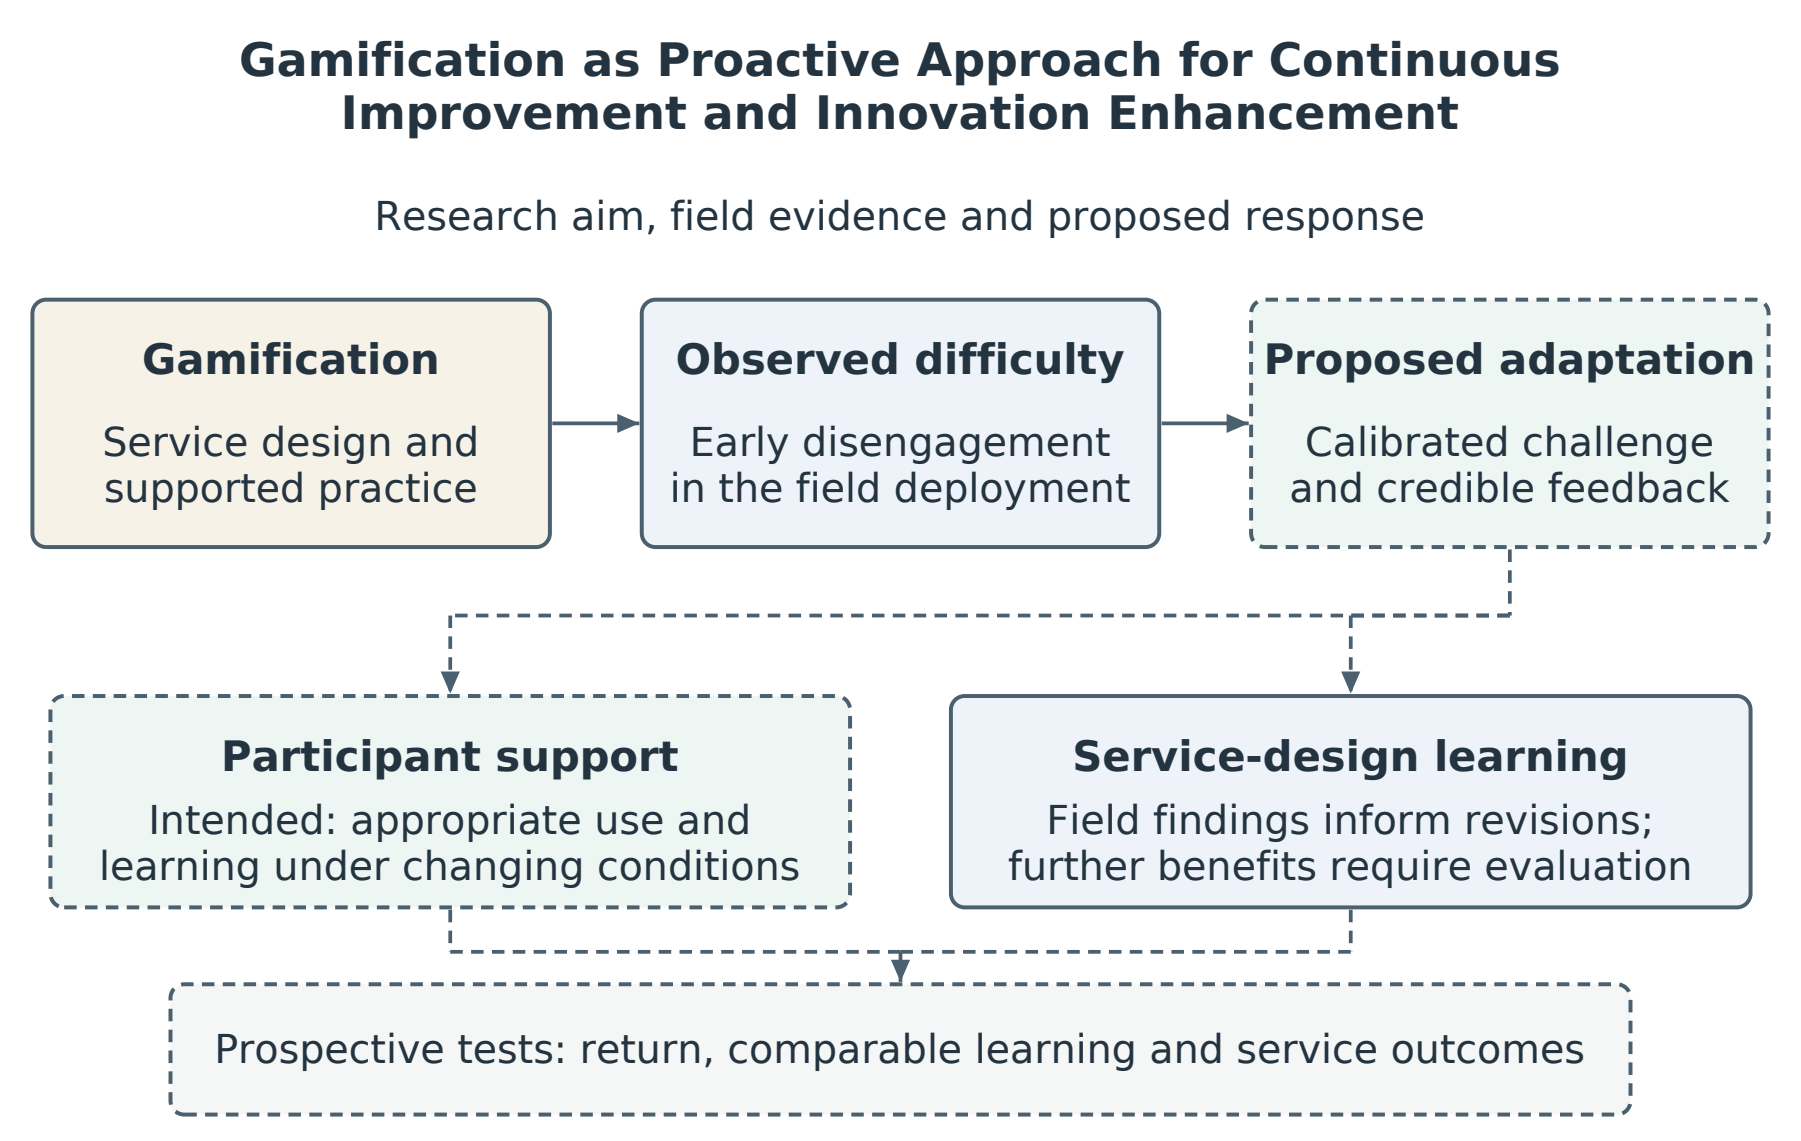 Gamification as Proactive Approach for Continuous
Improvement and Innovation Enhancement
Research aim, field evidence and proposed response
Gamification
Service design and
supported practice
Observed difficulty
Early disengagement
in the field deployment
Proposed adaptation
Calibrated challenge
and credible feedback
Participant support
Intended: appropriate use and
learning under changing conditions
Service-design learning
Field findings inform revisions;
further benefits require evaluation
Prospective tests: return, comparable learning and service outcomes